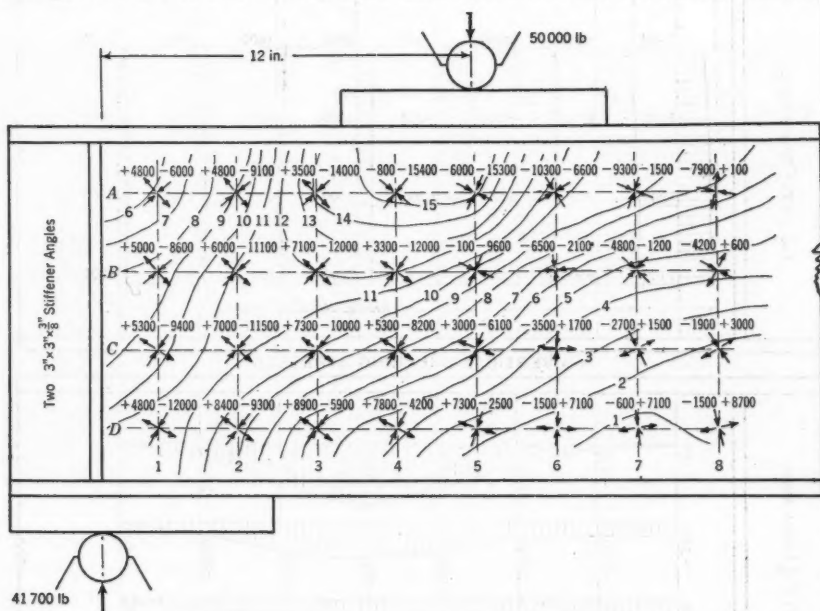 50 000 lb
12 in.
+4800 -6000 +4800 -9100 +3500 -14000 -800 -15400 -6000 -15300 -10300 -6600 -9300 -1500 -7900 +100
A
6 7 8 9 10 11 12 13 14 15
+5000 -8600 +6000 -11100 +7100 -12000 +3300 -12000 -100 -9600 -6500 -2100 -4800 -1200 -4200 +600
B
11 10 9 8 7 6 5 4
+5300 -9400 +7000 -11500 +7300 -10000 +5300 -8200 +3000 -6100 -3500 +1700 -2700 +1500 -1900 +3000
C
3
2
+4800 -12000 +8400 -9300 +8900 -5900 +7800 -4200 +7300 -2500 -1500 +7100 -600 +7100 -1500 +8700
D
1
1 2 3 4 5 6 7 8
Two 3"×3"×3/8" Stiffener Angles
41 700 lb